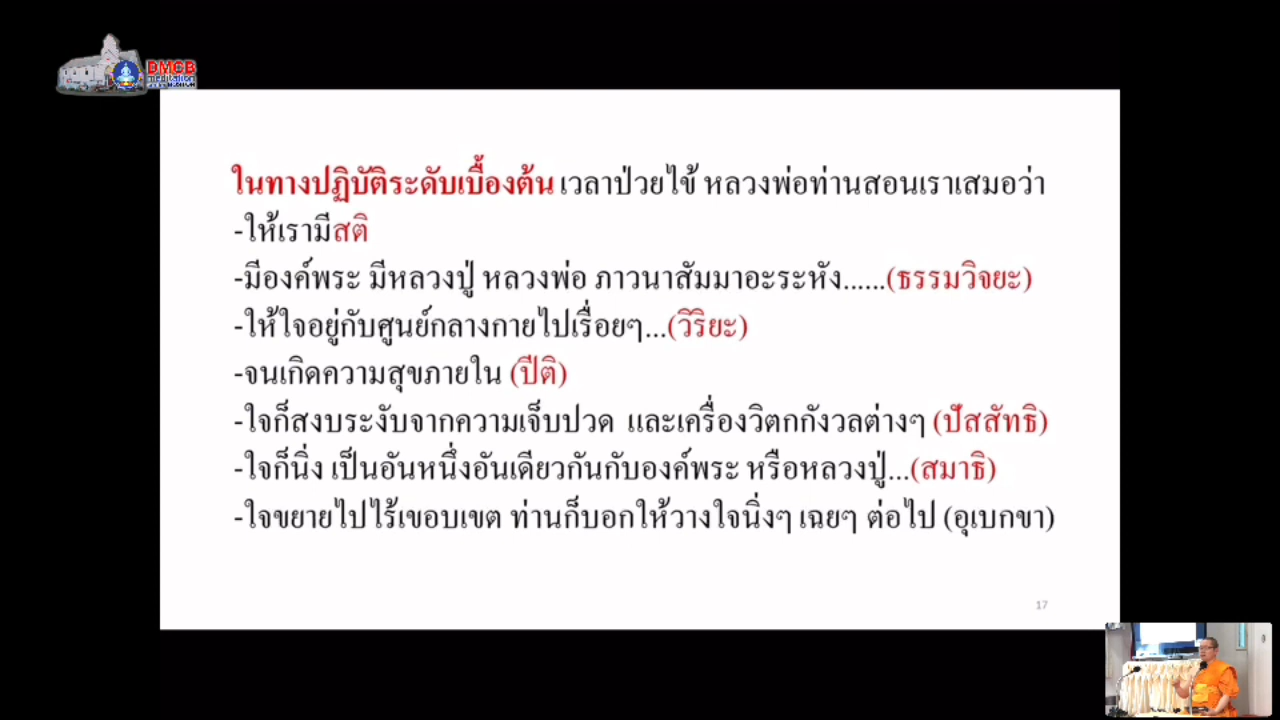 DMCB
meditation
ในทางปฏิบัติระดับเบื้องต้น เวลาป่วยไข้ หลวงพ่อท่านสอนเราเสมอว่า
-ให้เรามีสติ
-มีองค์พระ มีหลวงปู่ หลวงพ่อ ภาวนาสัมมาอะระหัง......(ธรรมวิจยะ)
-ให้ใจอยู่กับศูนย์กลางกายไปเรื่อยๆ...(วิริยะ)
-จนเกิดความสุขภายใน (ปีติ)
-ใจก็สงบระงับจากความเจ็บปวด และเครื่องวิตกกังวลต่างๆ (ปัสสัทธิ)
-ใจก็นิ่ง เป็นอันหนึ่งอันเดียวกันกับองค์พระ หรือหลวงปู่...(สมาธิ)
-ใจขยายไปไร้เขอบเขต ท่านก็บอกให้วางใจนิ่งๆ เฉยๆ ต่อไป (อุเบกขา)
17